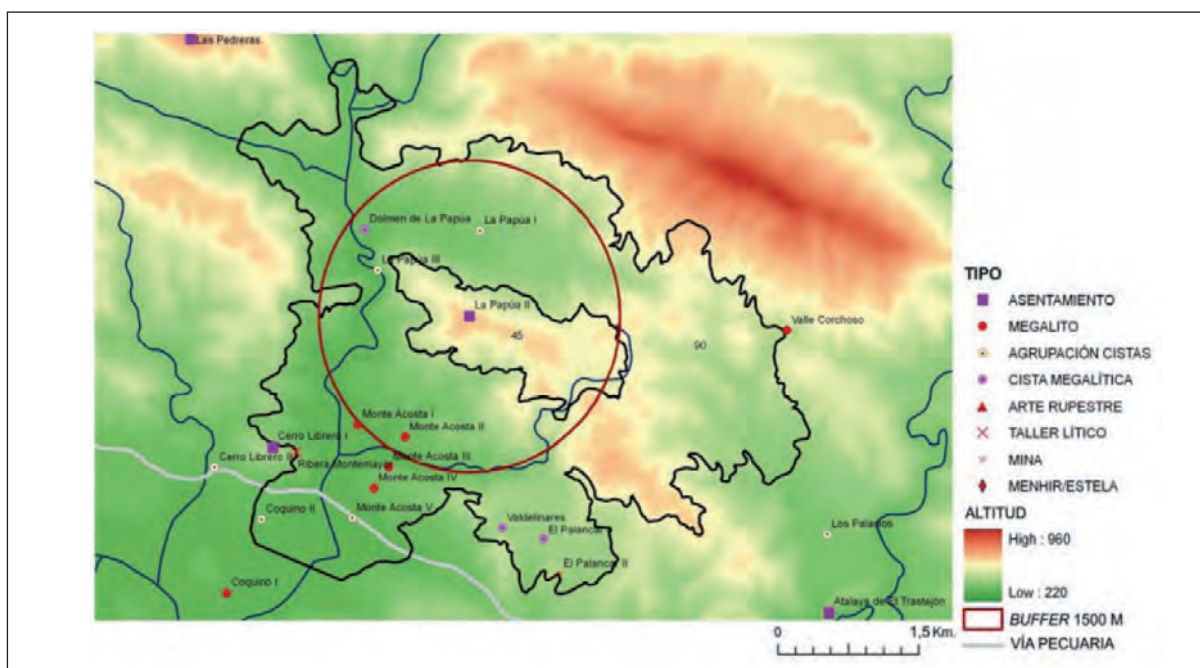 Las Pedreras
Dolmen de La Papúa
La Papúa I
La Papúa III
La Papúa II
45
90
Valle Corchoso
Monte Acosta I
Monte Acosta II
Cerro Librero I
Monte Acosta III
Cerro Librero II
Ribera Montemayor
Monte Acosta IV
Coquino II
Monte Acosta V
Valdelinares
El Palancar
El Palancar II
Los Palacios
Coquino I
Atalaya de El Trastejón
TIPO
ASENTAMIENTO
MEGALITO
AGRUPACIÓN CISTAS
CISTA MEGALÍTICA
ARTE RUPESTRE
TALLER LÍTICO
MINA
MENHIR/ESTELA
ALTITUD
High : 960
Low : 220
BUFFER 1500 M
VÍA PECUARIA
0 1,5 Km.